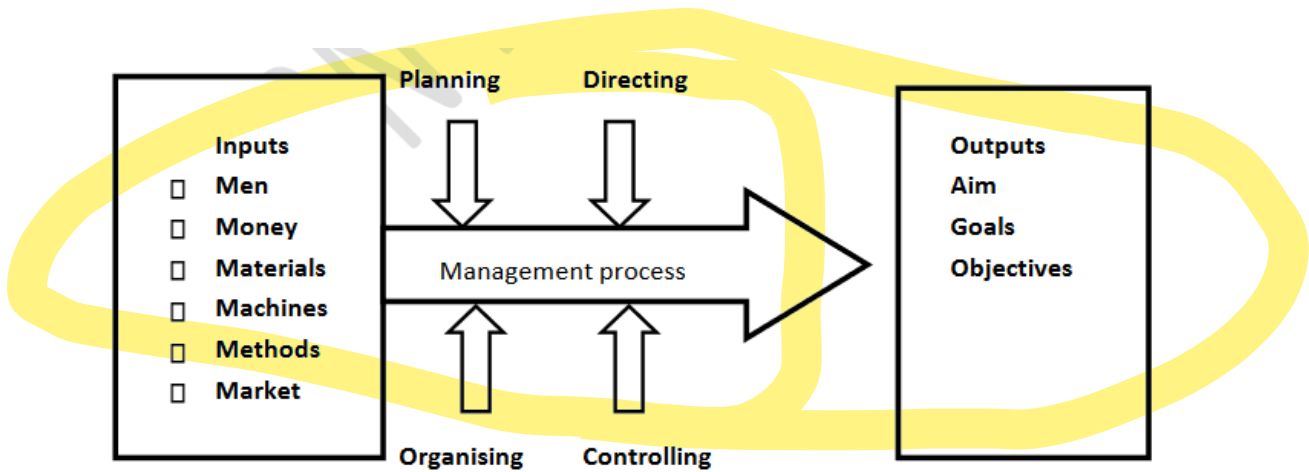 Planning Directing
Inputs
Men
Money
Materials
Machines
Methods
Market
Management process
Organising Controlling
Outputs
Aim
Goals
Objectives